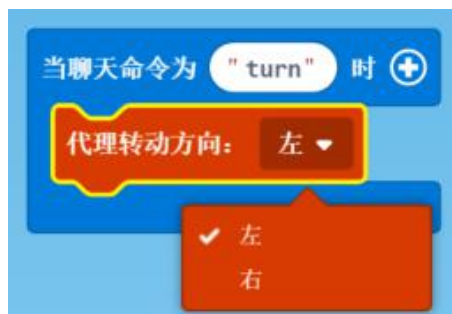 当聊天命令为 "turn" 时
代理转动方向： 左
左
右